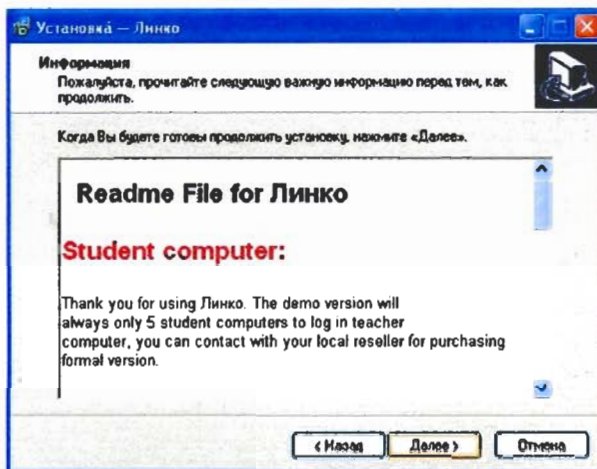 Установка — Линко
Информация
Пожалуйста, прочитайте следующую важную информацию перед тем, как
продолжить.
Когда Вы будете готовы продолжить установку, нажмите «Далее».
Readme File for Линко
Student computer:
Thank you for using Линко. The demo version will
always only 5 student computers to log in teacher
computer, you can contact with your local reseller for purchasing
formal version.
< Назад
Далее >
Отмена